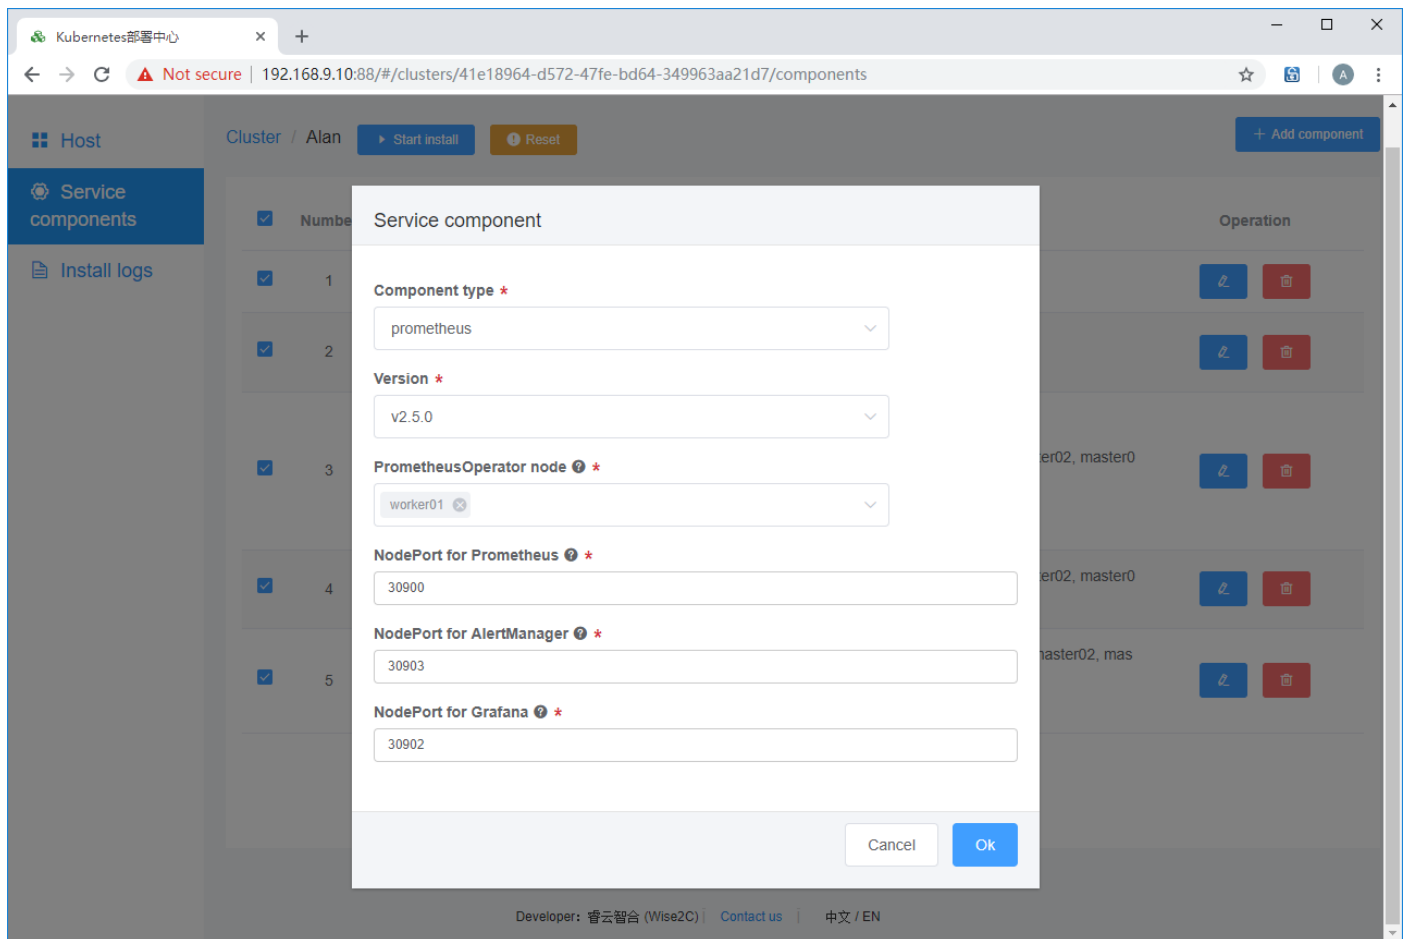 Kubernetes部署中心
Not secure | 192.168.9.10:88/#/clusters/41e18964-d572-47fe-bd64-349963aa21d7/components
A
Host
Service components
Install logs
Cluster / Alan
Start install
Reset
+ Add component
Numbe
Operation
1
2
3
4
5
er02, master0
er02, master0
master02, mas
Service component
Component type *
prometheus
Version *
v2.5.0
PrometheusOperator node *
worker01
NodePort for Prometheus *
30900
NodePort for AlertManager *
30903
NodePort for Grafana *
30902
Cancel
Ok
Developer: 睿云智合 (Wise2C) | Contact us | 中文 / EN